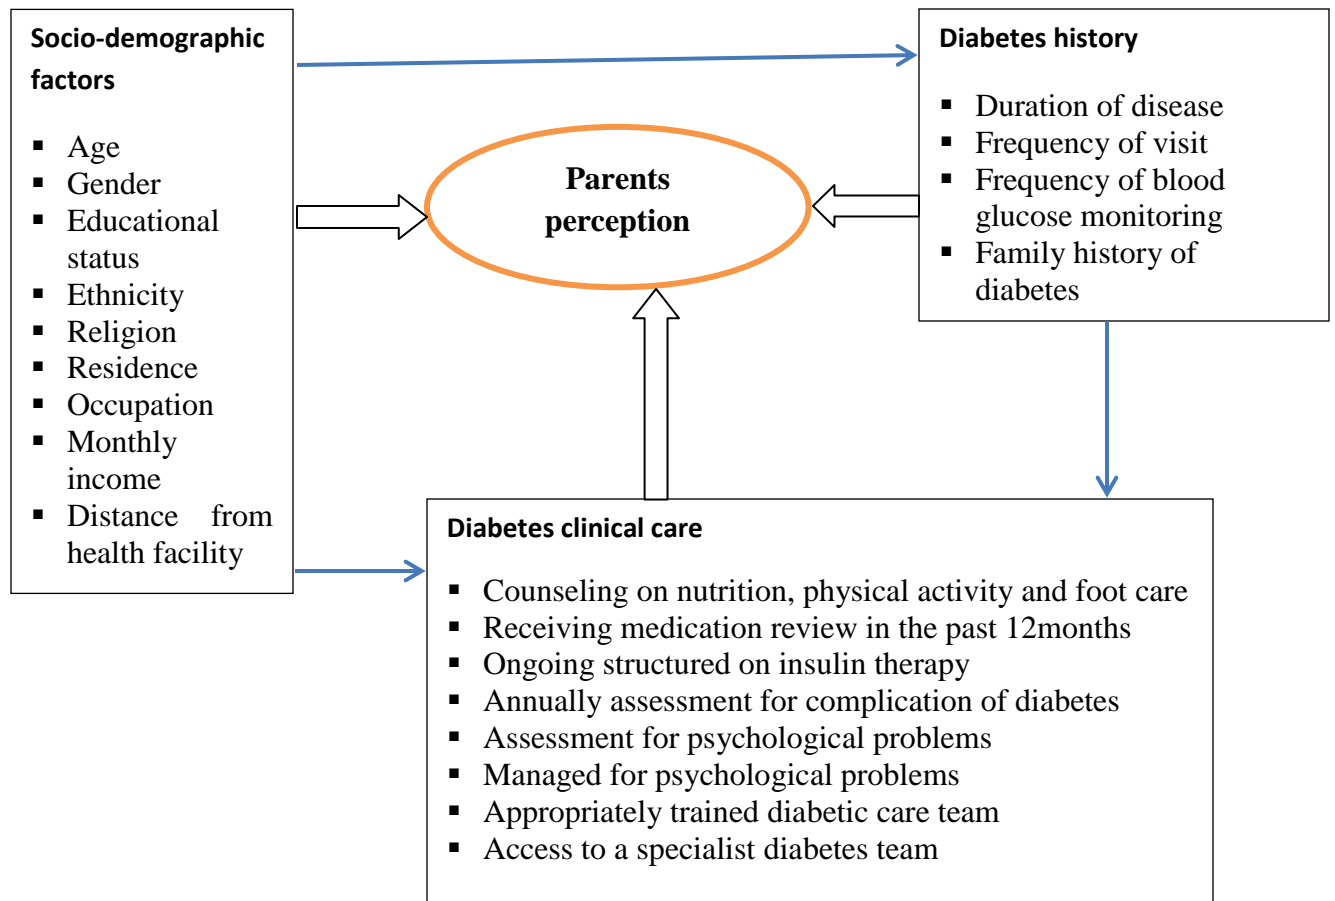 Socio-demographic
factors
▪ Age
▪ Gender
▪ Educational
status
▪ Ethnicity
▪ Religion
▪ Residence
▪ Occupation
▪ Monthly
income
▪ Distance from
health facility
Parents
perception
Diabetes history
▪ Duration of disease
▪ Frequency of visit
▪ Frequency of blood
glucose monitoring
▪ Family history of
diabetes
Diabetes clinical care
▪ Counseling on nutrition, physical activity and foot care
▪ Receiving medication review in the past 12months
▪ Ongoing structured on insulin therapy
▪ Annually assessment for complication of diabetes
▪ Assessment for psychological problems
▪ Managed for psychological problems
▪ Appropriately trained diabetic care team
▪ Access to a specialist diabetes team